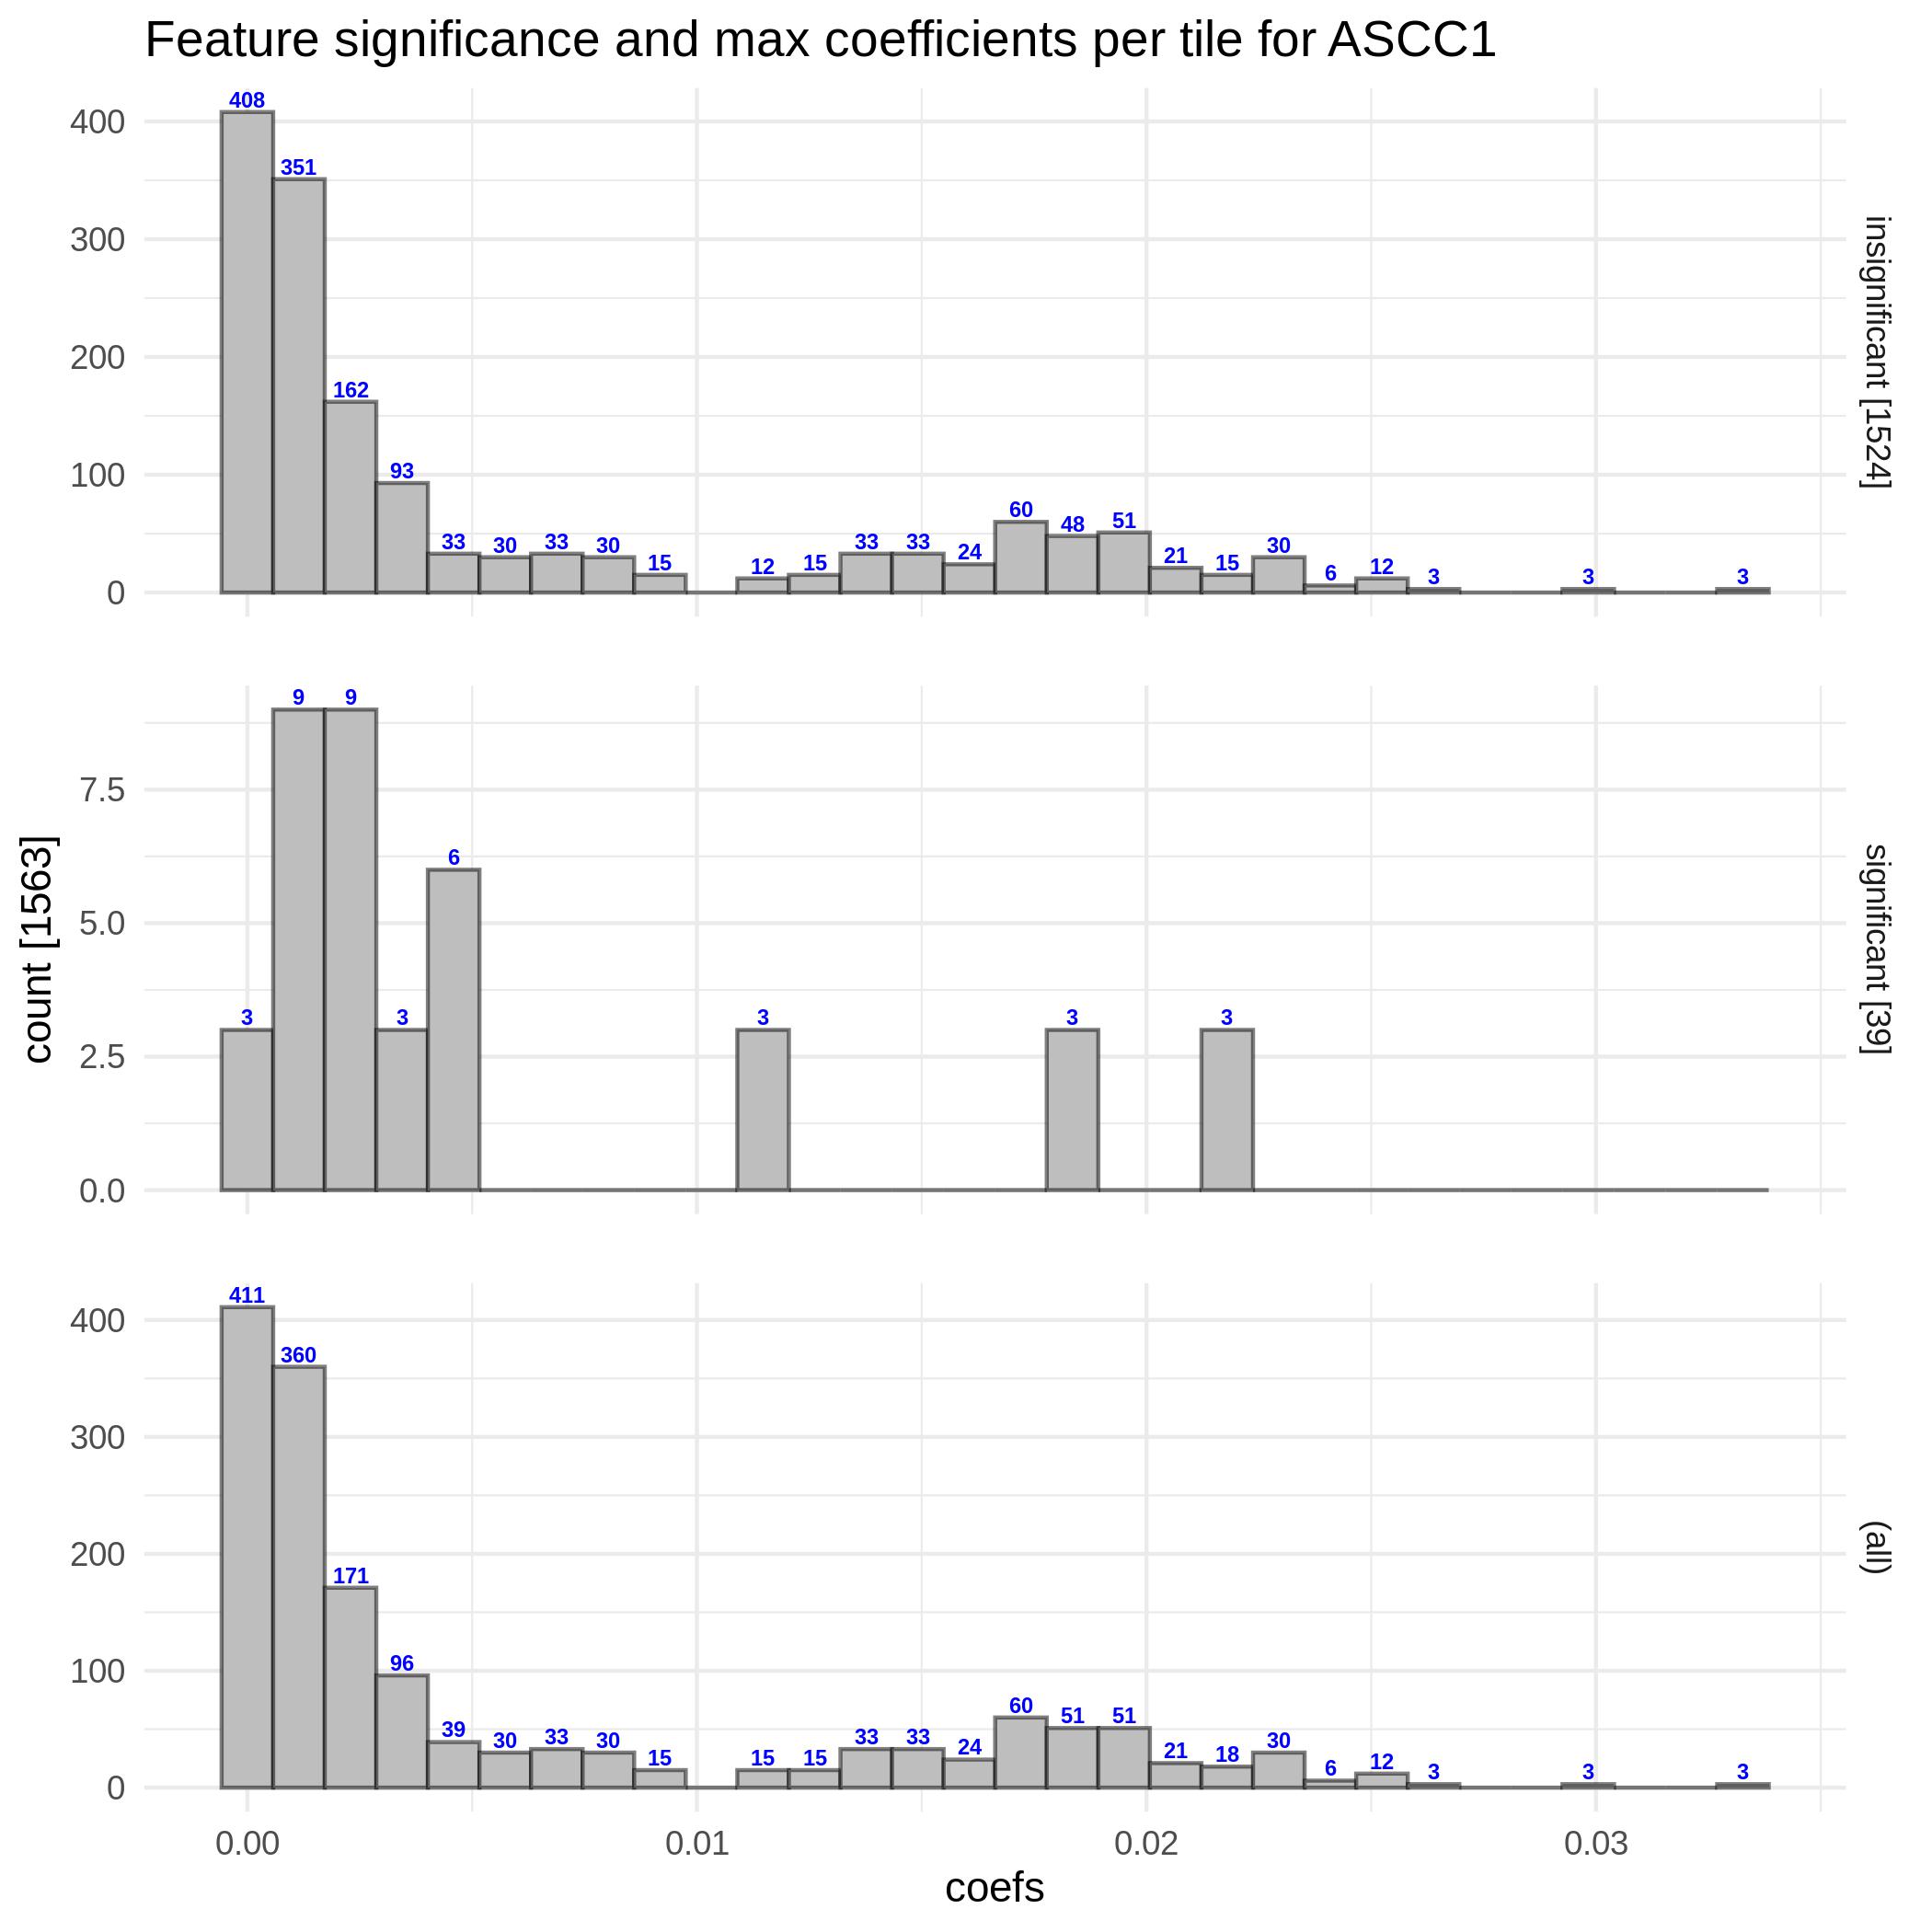 Feature significance and max coefficients per tile for ASCC1
408
351
162
93
33 30 33 30 15 12 15 33 33 24 60 48 51 21 15 30 6 12 3 3 3
400
300
200
100
0
insignificant [1524]
9 9
6
3 3 3 3 3
7.5
5.0
2.5
0.0
significant [39]
count [1563]
411
360
171
96
39 30 33 30 15 15 15 33 33 24 60 51 51 21 18 30 6 12 3 3 3
400
300
200
100
0
(all)
0.00 0.01 0.02 0.03
coefs